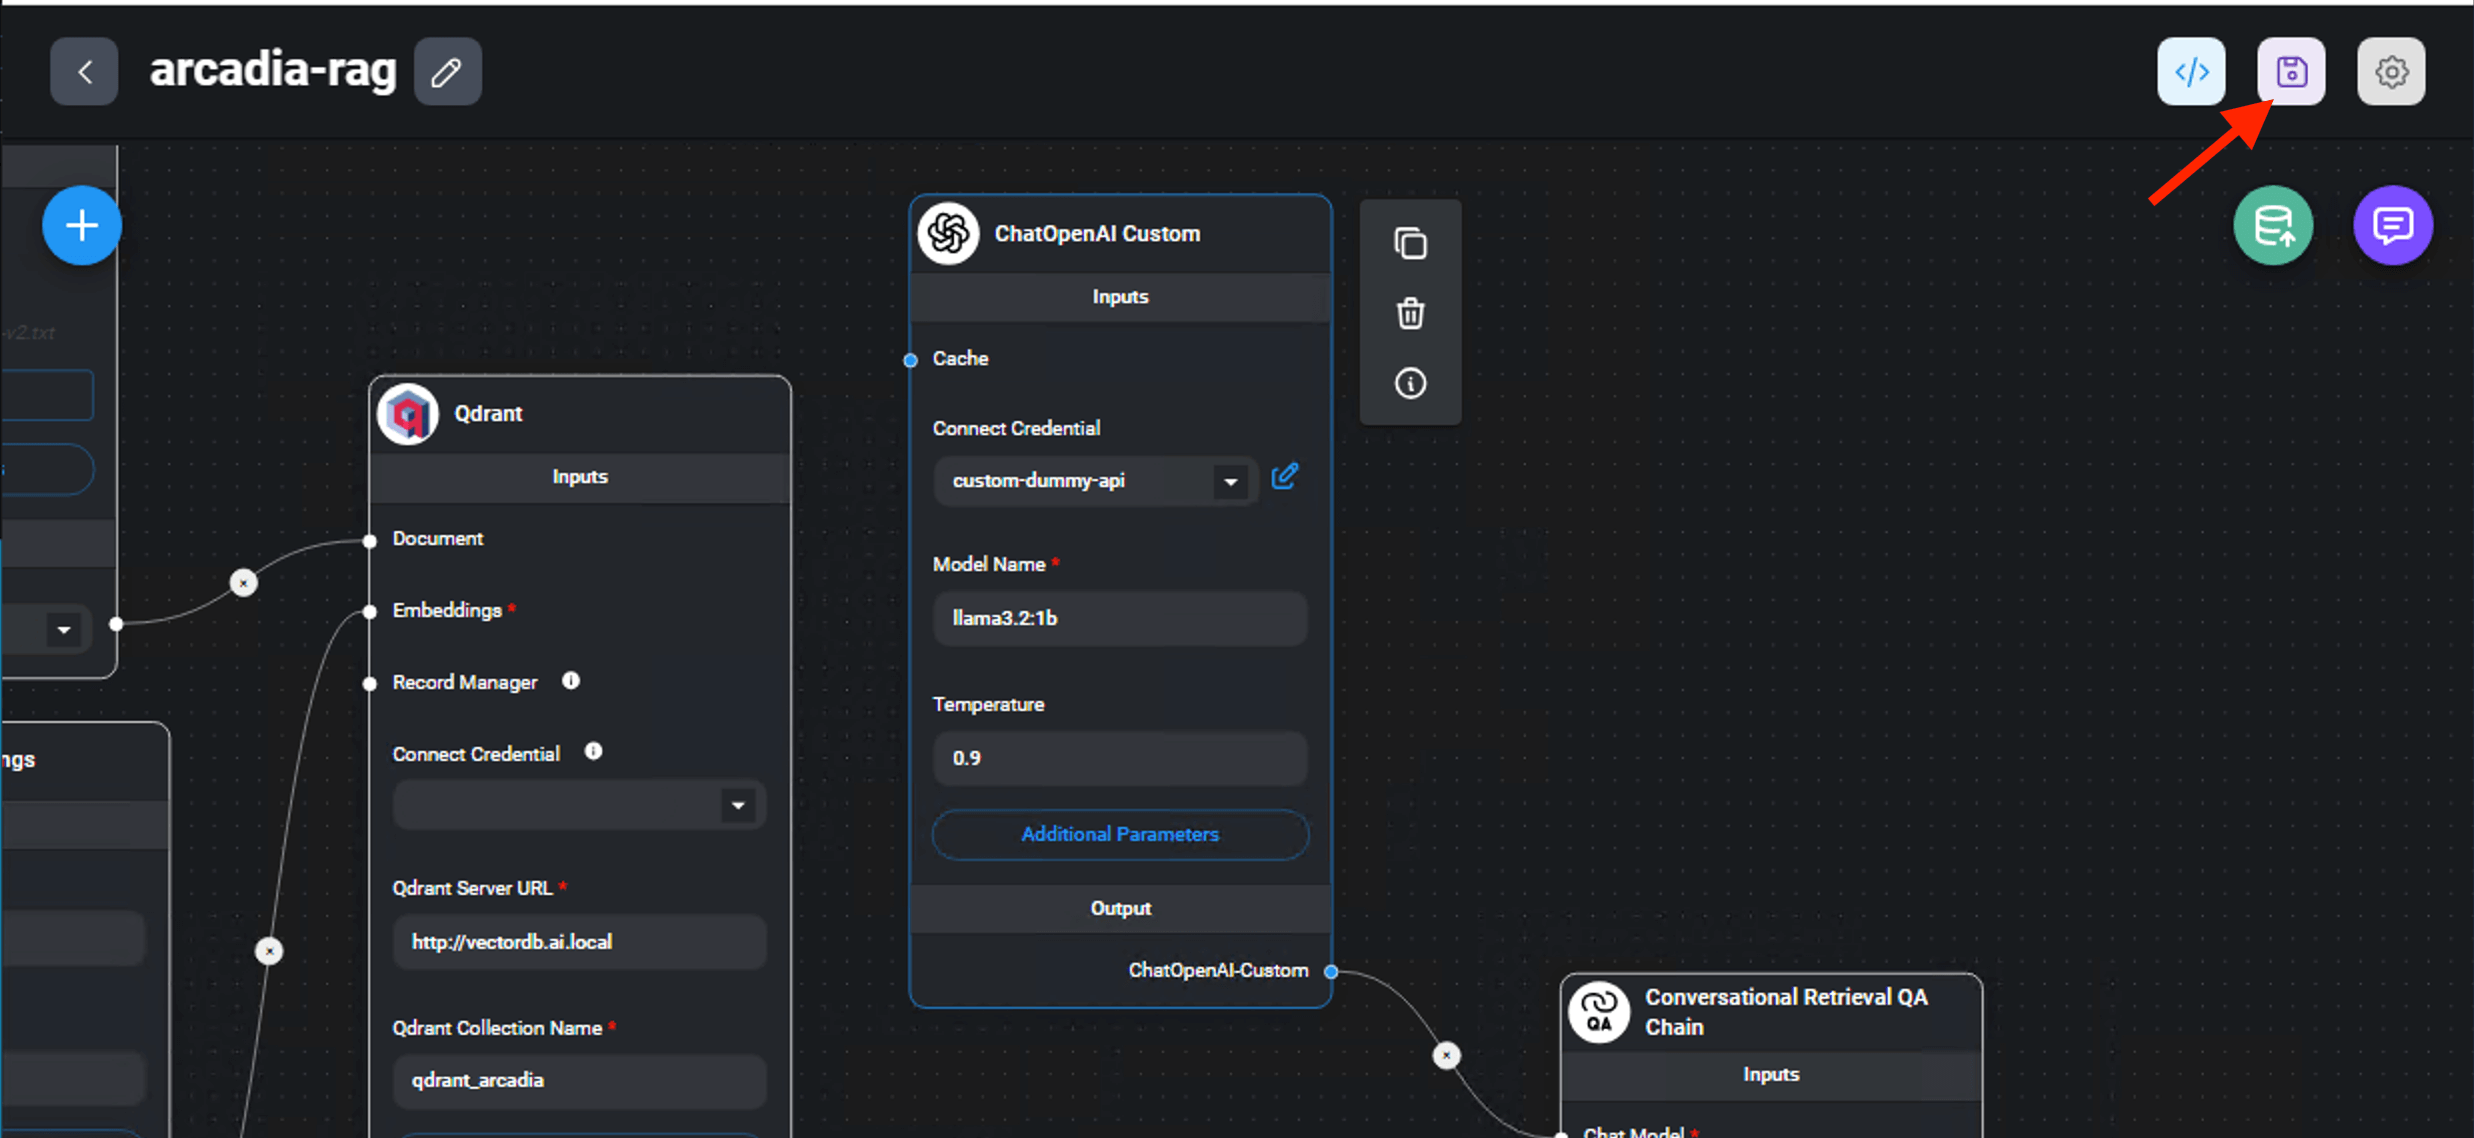 arcadia-rag
-v2.txt
ngs
Qdrant
Inputs
Document
Embeddings *
Record Manager
Connect Credential
Qdrant Server URL *
http://vectordb.ai.local
Qdrant Collection Name *
qdrant_arcadia
ChatOpenAI Custom
Inputs
Cache
Connect Credential
custom-dummy-api
Model Name *
llama3.2:1b
Temperature
0.9
Additional Parameters
Output
ChatOpenAI-Custom
QA
Conversational Retrieval QA
Chain
Inputs
Chat Model *